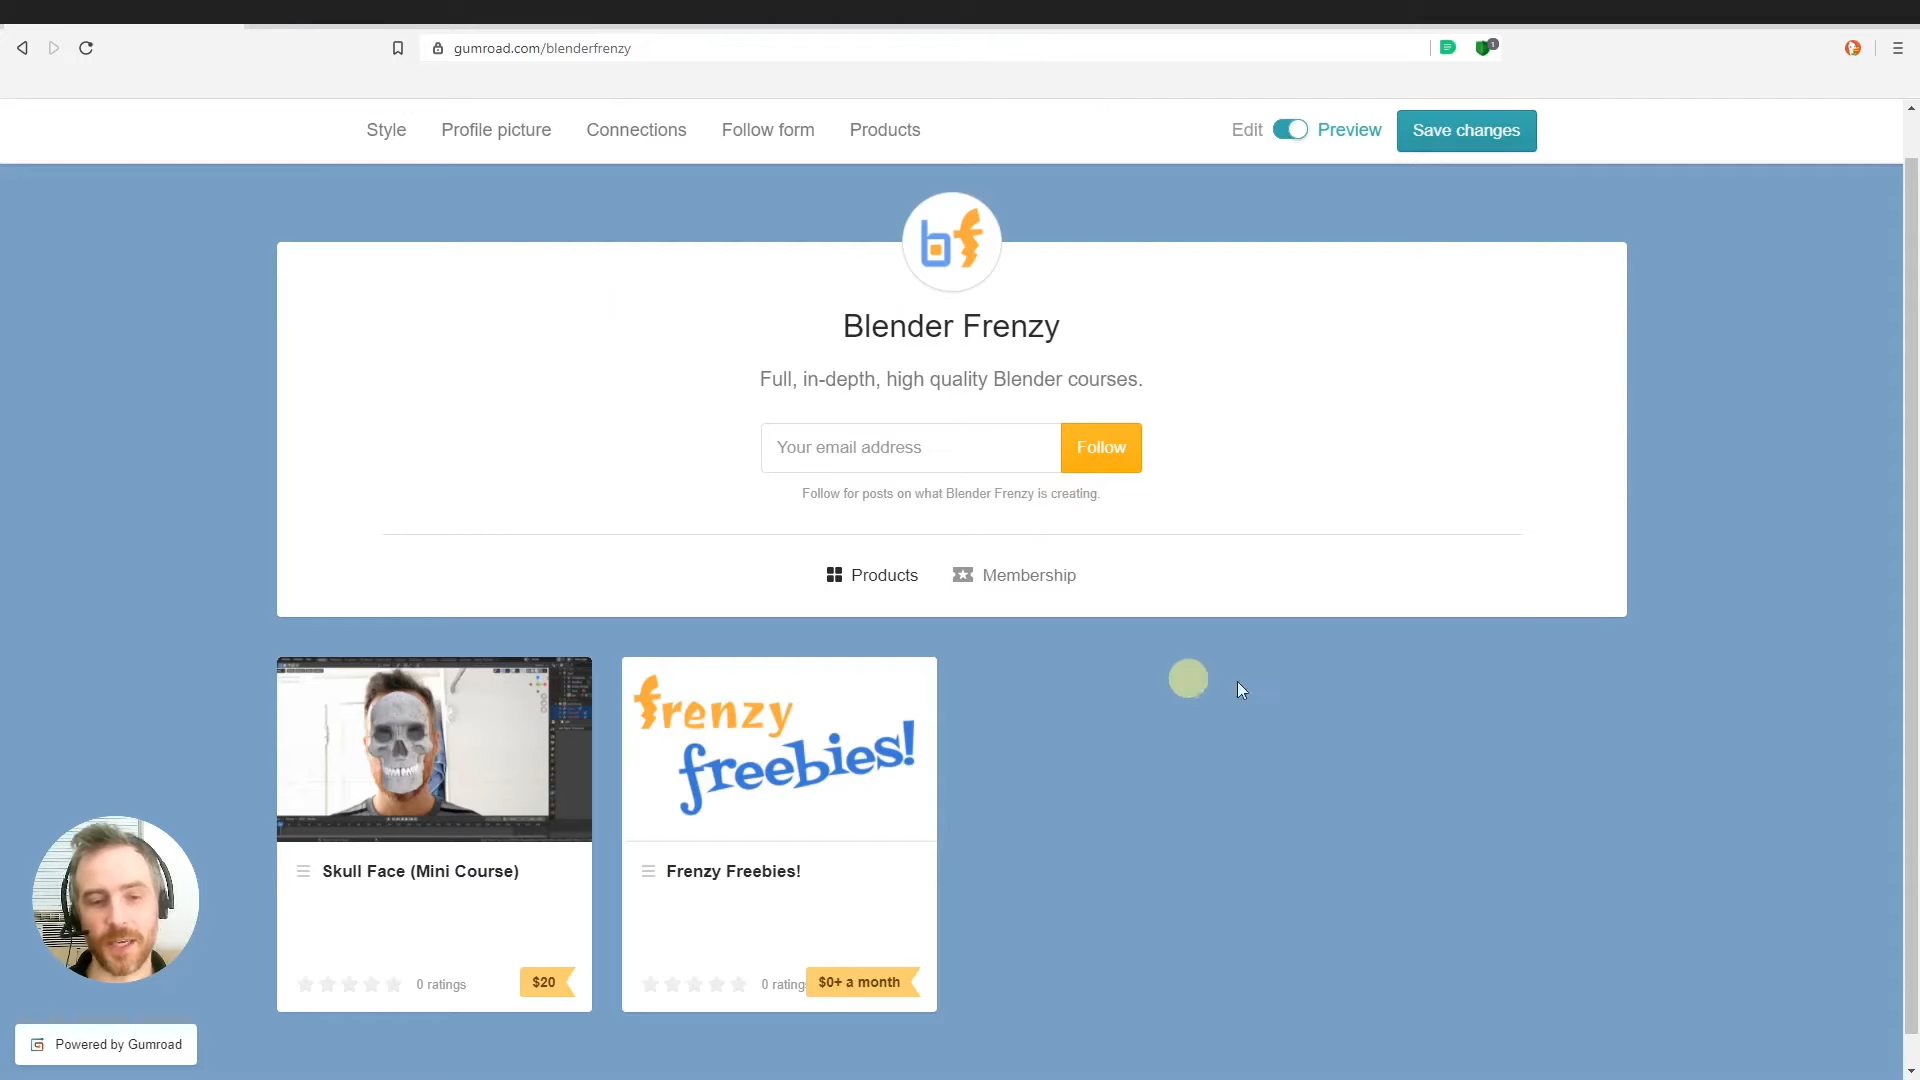 gumroad.com/blenderfrenzy
1
Style
Profile picture
Connections
Follow form
Products
Edit
Preview
Save changes
bf
Blender Frenzy
Full, in-depth, high quality Blender courses.
Your email address
Follow
Follow for posts on what Blender Frenzy is creating.
Products
Membership
frenzy
freebies!
Skull Face (Mini Course)
Frenzy Freebies!
0 ratings
$20
0 rating
$0+ a month
Powered by Gumroad